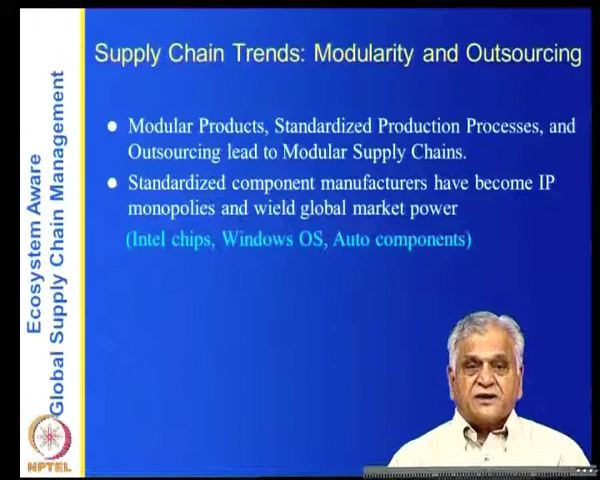 Supply Chain Trends: Modularity and Outsourcing
Modular Products, Standardized Production Processes, and
Outsourcing lead to Modular Supply Chains.
Standardized component manufacturers have become IP
monopolies and wield global market power
(Intel chips, Windows OS, Auto components)
Ecosystem Aware
Global Supply Chain Management
NPTEL